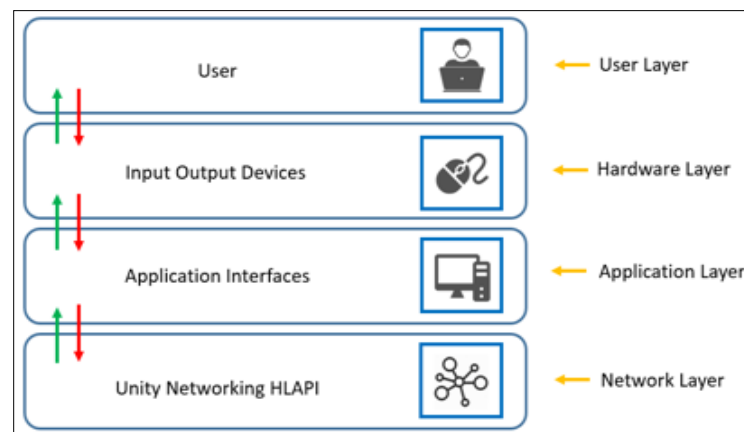 User
User Layer
Input Output Devices
Hardware Layer
Application Interfaces
Application Layer
Unity Networking HLAPI
Network Layer